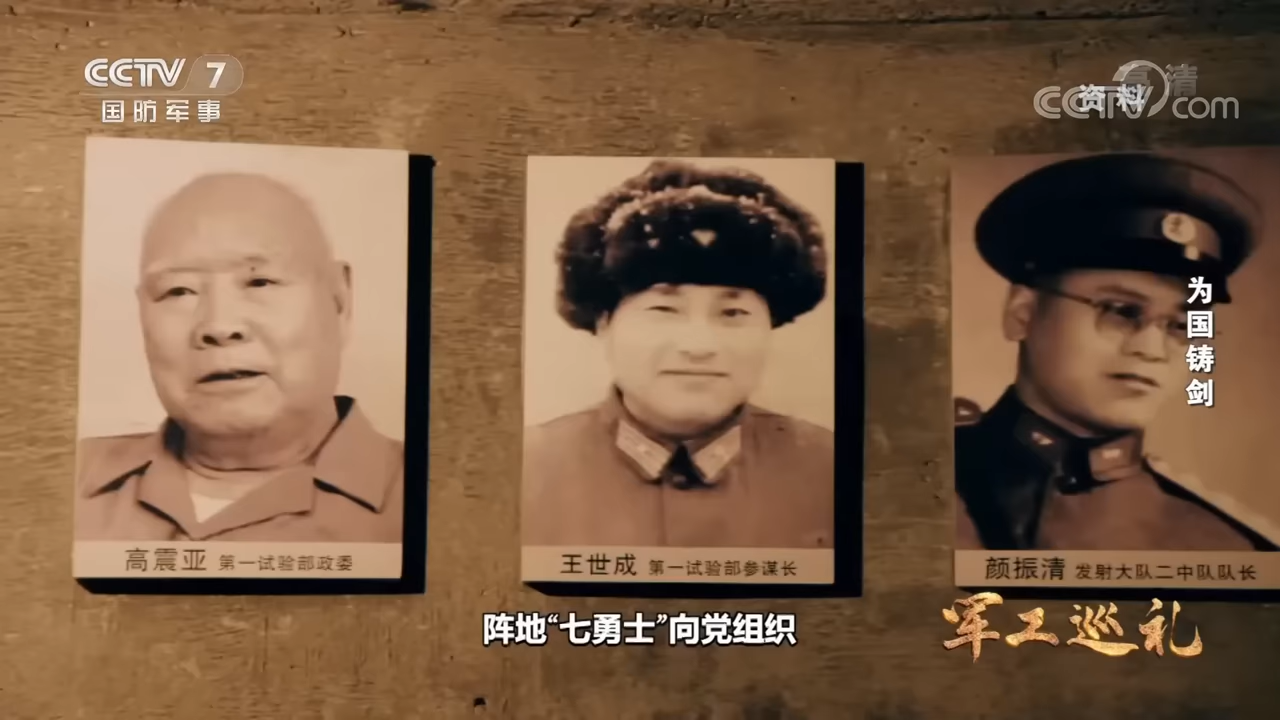 CCTV 7
国防军事
高清
资料
CCTV com
为国铸剑
高震亚 第一试验部政委
王世成 第一试验部参谋长
颜振清 发射大队二中队队长
阵地“七勇士”向党组织
军工巡礼